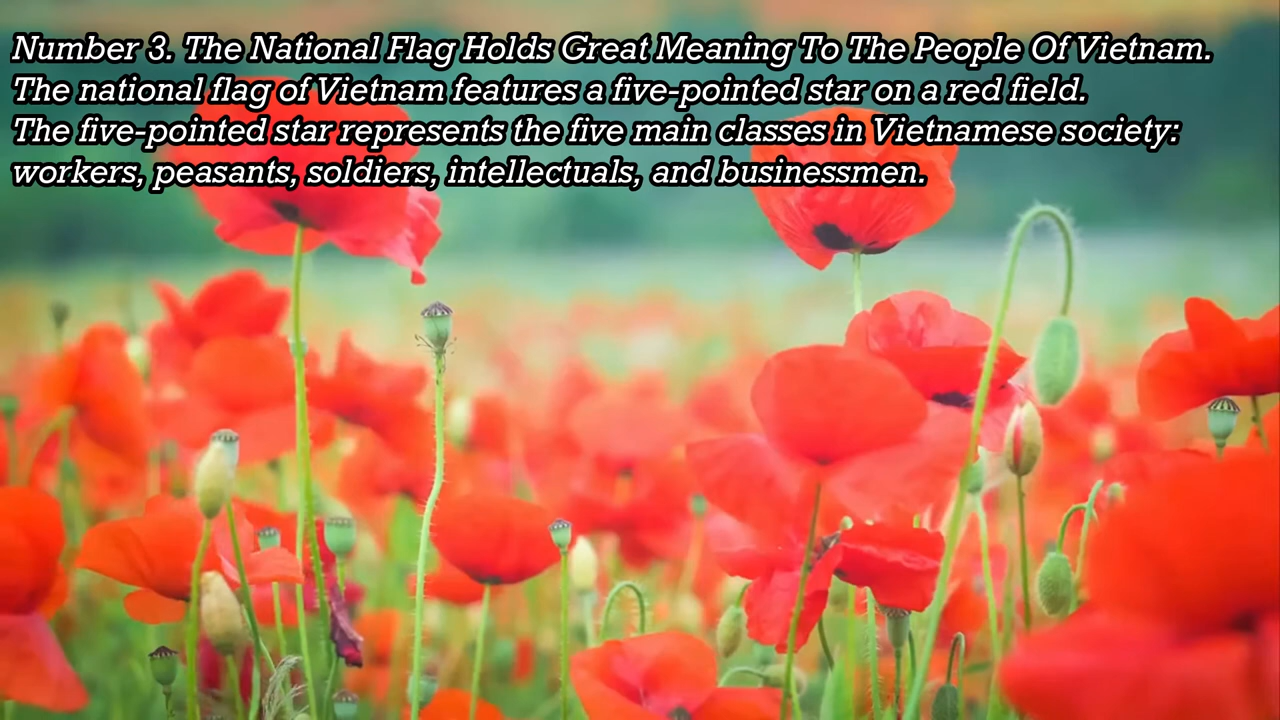 Number 3. The National Flag Holds Great Meaning To The People Of Vietnam.
The national flag of Vietnam features a five-pointed star on a red field.
The five-pointed star represents the five main classes in Vietnamese society:
workers, peasants, soldiers, intellectuals, and businessmen.